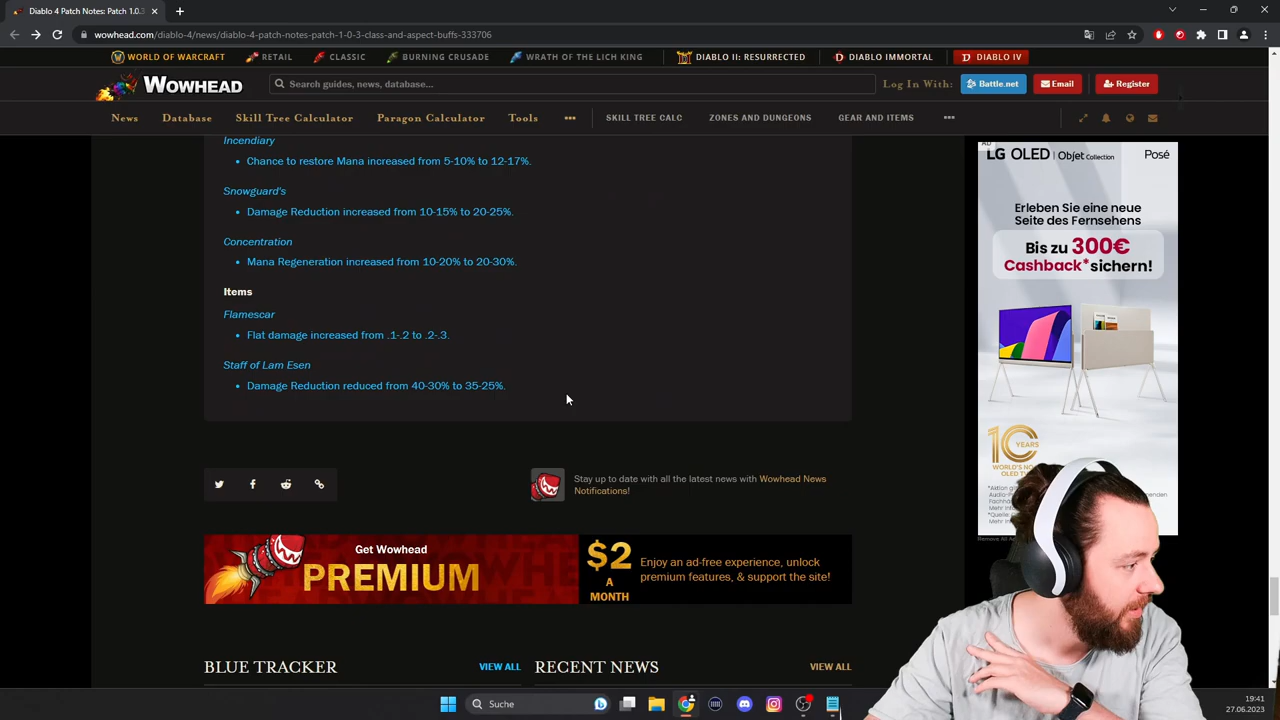 Diablo 4 Patch Notes: Patch 1.0.3
wowhead.com/diablo-4/news/diablo-4-patch-notes-patch-1-0-3-class-and-aspect-buffs-333706
WORLD OF WARCRAFT RETAIL CLASSIC BURNING CRUSADE WRATH OF THE LICH KING DIABLO II: RESURRECTED DIABLO IMMORTAL DIABLO IV
WOWHEAD Search guides, news, database... Log In With: Battle.net Email Register
News Database Skill Tree Calculator Paragon Calculator Tools ••• SKILL TREE CALC ZONES AND DUNGEONS GEAR AND ITEMS •••
Incendiary
• Chance to restore Mana increased from 5-10% to 12-17%.
Snowguard's
• Damage Reduction increased from 10-15% to 20-25%.
Concentration
• Mana Regeneration increased from 10-20% to 20-30%.
Items
Flamescar
• Flat damage increased from .1-.2 to .2-.3.
Staff of Lam Esen
• Damage Reduction reduced from 40-30% to 35-25%.
Stay up to date with all the latest news with Wowhead News
Notifications!
Get Wowhead
PREMIUM
$2
A
MONTH
Enjoy an ad-free experience, unlock
premium features, & support the site!
BLUE TRACKER VIEW ALL RECENT NEWS VIEW ALL
AD
LG OLED | Objet Collection Posé
Erleben Sie eine neue
Seite des Fernsehens
Bis zu 300€
Cashback* sichern!
10
YEARS
WORLD'S NO
OLED TV
Suche
19:41
27.06.2023